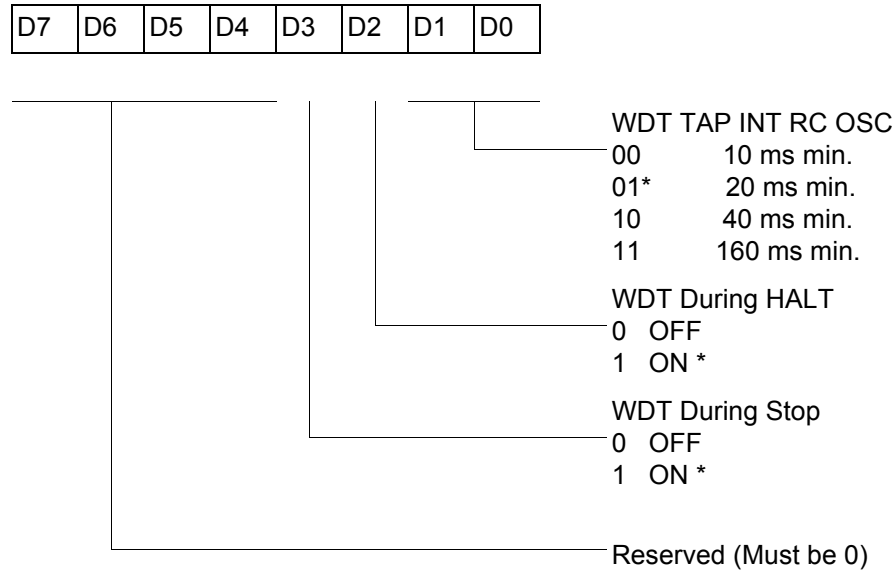 D7 D6 D5 D4 D3 D2 D1 D0
WDT TAP INT RC OSC
00 10 ms min.
01* 20 ms min.
10 40 ms min.
11 160 ms min.
WDT During HALT
0 OFF
1 ON *
WDT During Stop
0 OFF
1 ON *
Reserved (Must be 0)